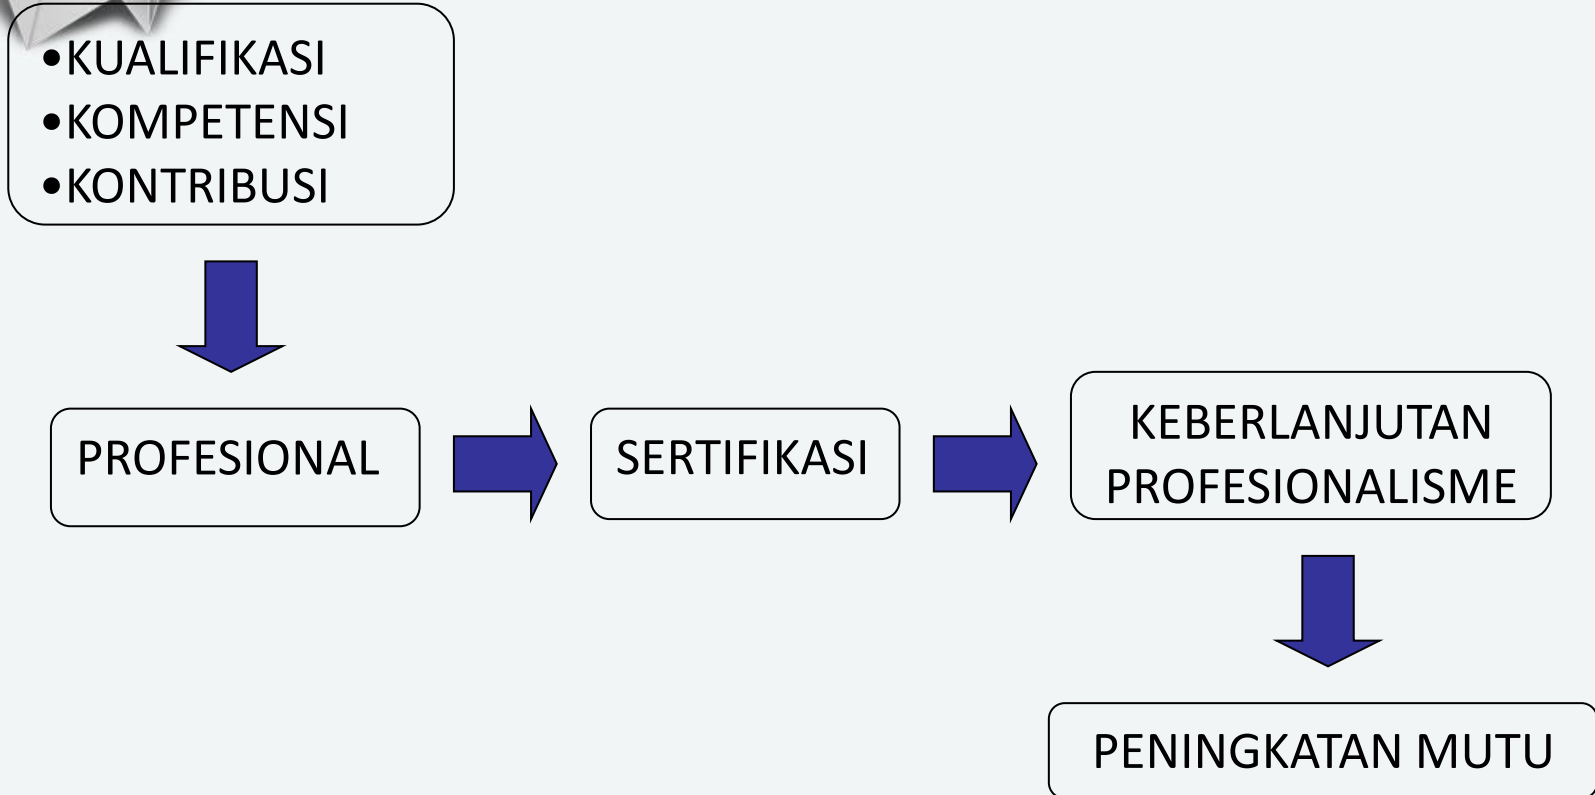 •KUALIFIKASI
•KOMPETENSI
•KONTRIBUSI
PROFESIONAL
SERTIFIKASI
KEBERLANJUTAN
PROFESIONALISME
PENINGKATAN MUTU